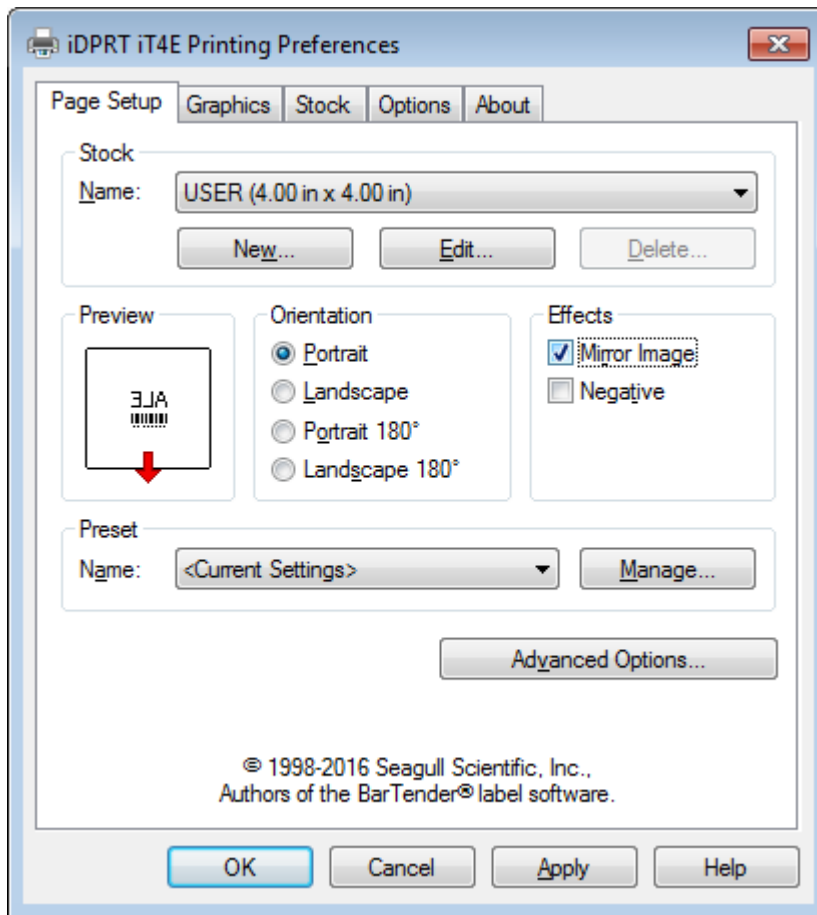 iDPRT iT4E Printing Preferences
Page Setup Graphics Stock Options About
Stock
Name: USER (4.00 in x 4.00 in)
New... Edit... Delete...
Preview Orientation Effects
Portrait Mirror Image
Landscape Negative
Portrait 180°
Landscape 180°
ALE
Preset
Name: <Current Settings> Manage...
Advanced Options...
© 1998-2016 Seagull Scientific, Inc.,
Authors of the BarTender® label software.
OK Cancel Apply Help